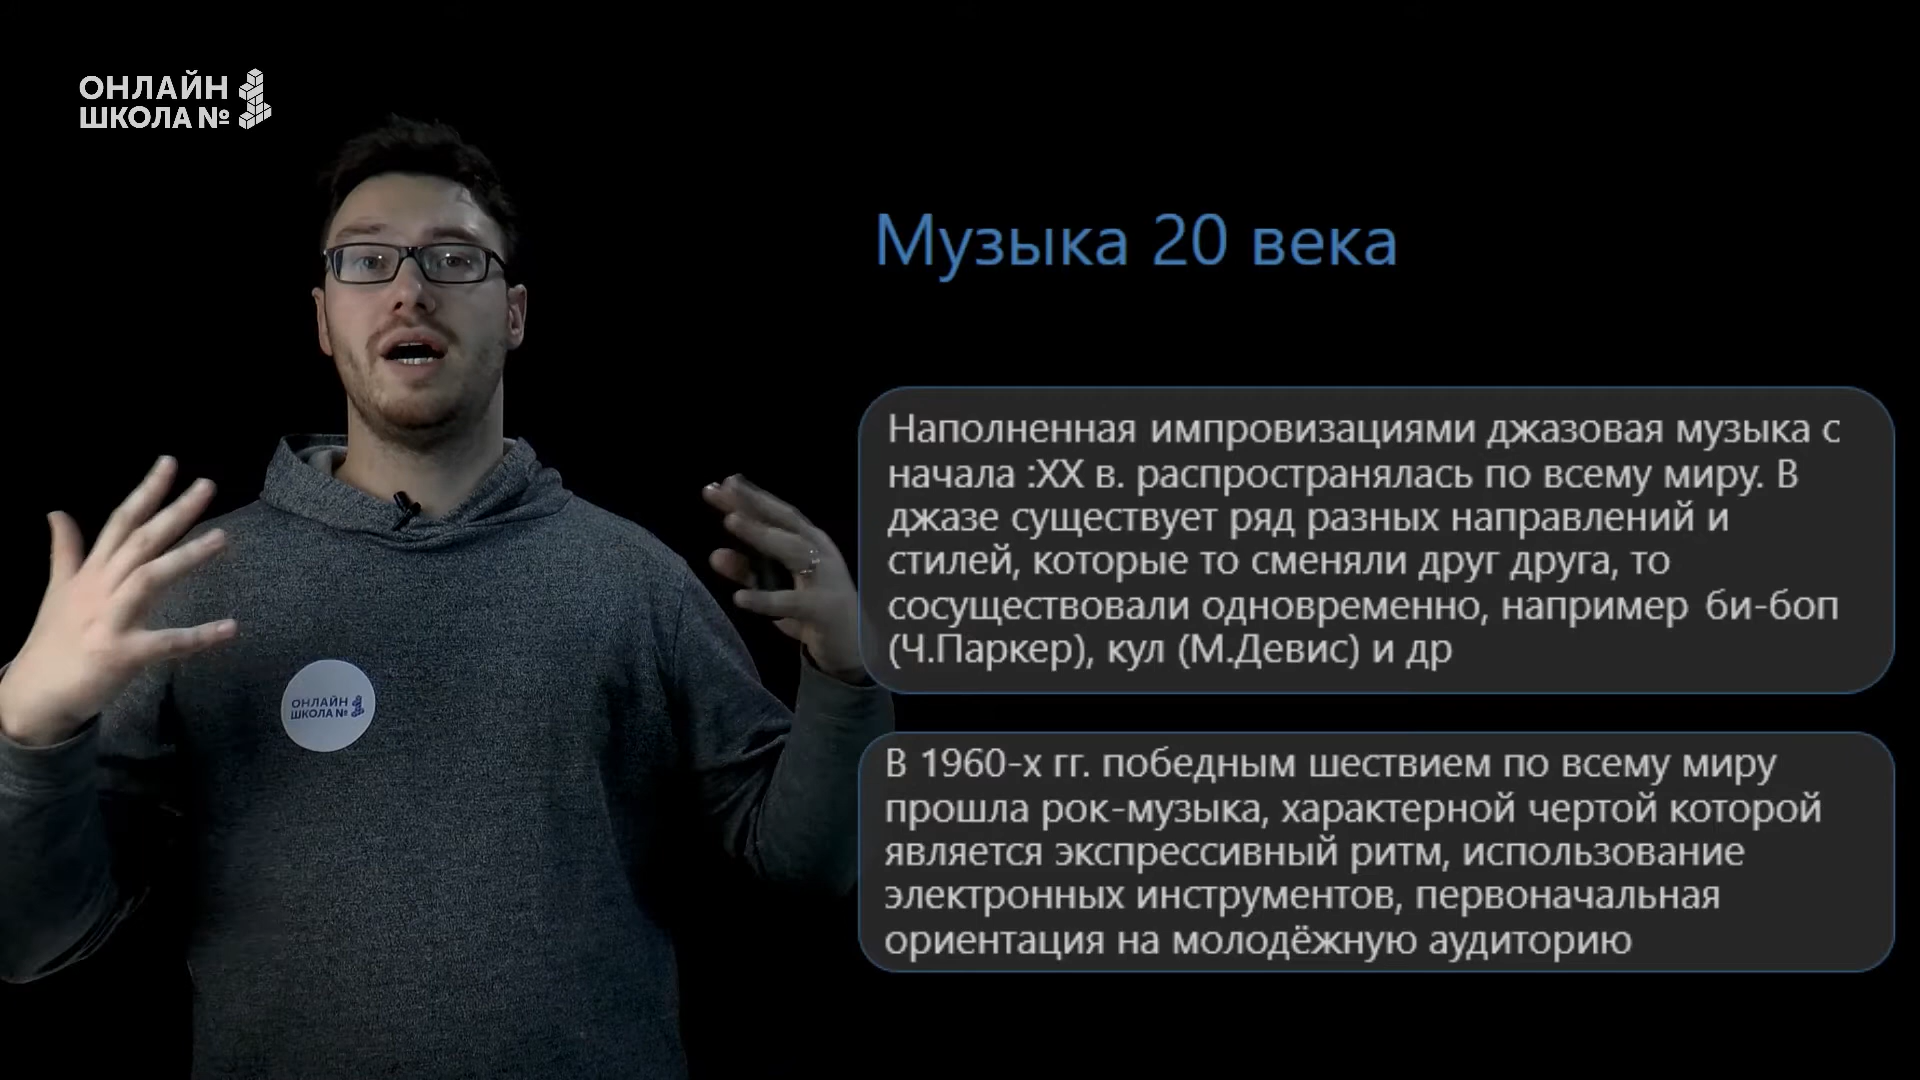 ОНЛАЙН
ШКОЛА №1
Музыка 20 века
Наполненная импровизациями джазовая музыка с
начала :XX в. распространялась по всему миру. В
джазе существует ряд разных направлений и
стилей, которые то сменяли друг друга, то
сосуществовали одновременно, например би-боп
(Ч.Паркер), кул (М.Девис) и др
В 1960-х гг. победным шествием по всему миру
прошла рок-музыка, характерной чертой которой
является экспрессивный ритм, использование
электронных инструментов, первоначальная
ориентация на молодёжную аудиторию
ОНЛАЙН
ШКОЛА №1